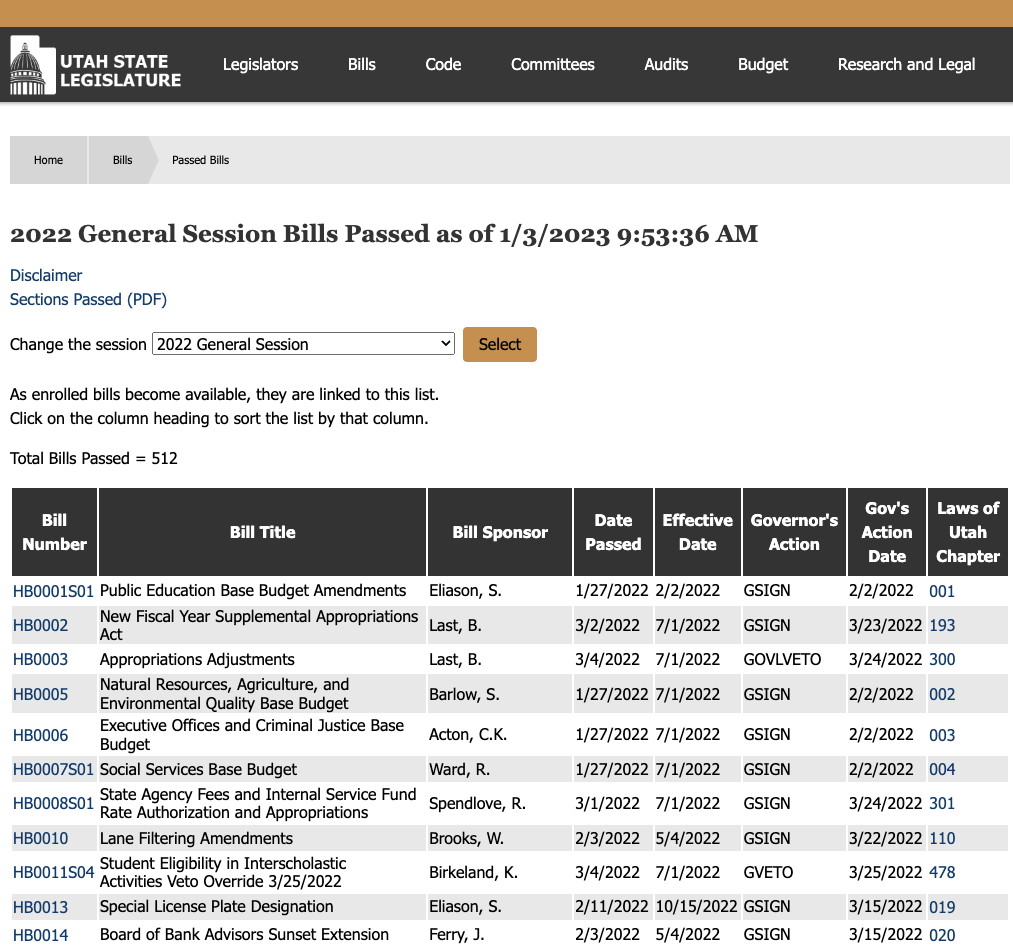 UTAH STATE
LEGISLATURE
Legislators Bills Code Committees Audits Budget Research and Legal
Home Bills Passed Bills
2022 General Session Bills Passed as of 1/3/2023 9:53:36 AM
Disclaimer
Sections Passed (PDF)
Change the session 2022 General Session Select
As enrolled bills become available, they are linked to this list.
Click on the column heading to sort the list by that column.
Total Bills Passed = 512
Bill Number Bill Title Bill Sponsor Date Passed Effective Date Governor's Action Gov's Action Date Laws of Utah Chapter
HB0001S01 Public Education Base Budget Amendments Eliason, S. 1/27/2022 2/2/2022 GSIGN 2/2/2022 001
HB0002 New Fiscal Year Supplemental Appropriations Act Last, B. 3/2/2022 7/1/2022 GSIGN 3/23/2022 193
HB0003 Appropriations Adjustments Last, B. 3/4/2022 7/1/2022 GOVLVETO 3/24/2022 300
HB0005 Natural Resources, Agriculture, and Environmental Quality Base Budget Barlow, S. 1/27/2022 7/1/2022 GSIGN 2/2/2022 002
HB0006 Executive Offices and Criminal Justice Base Budget Acton, C.K. 1/27/2022 7/1/2022 GSIGN 2/2/2022 003
HB0007S01 Social Services Base Budget Ward, R. 1/27/2022 7/1/2022 GSIGN 2/2/2022 004
HB0008S01 State Agency Fees and Internal Service Fund Rate Authorization and Appropriations Spendlove, R. 3/1/2022 7/1/2022 GSIGN 3/24/2022 301
HB0010 Lane Filtering Amendments Brooks, W. 2/3/2022 5/4/2022 GSIGN 3/22/2022 110
HB0011S04 Student Eligibility in Interscholastic Activities Veto Override 3/25/2022 Birkeland, K. 3/4/2022 7/1/2022 GVETO 3/25/2022 478
HB0013 Special License Plate Designation Eliason, S. 2/11/2022 10/15/2022 GSIGN 3/15/2022 019
HB0014 Board of Bank Advisors Sunset Extension Ferry, J. 2/3/2022 5/4/2022 GSIGN 3/15/2022 020